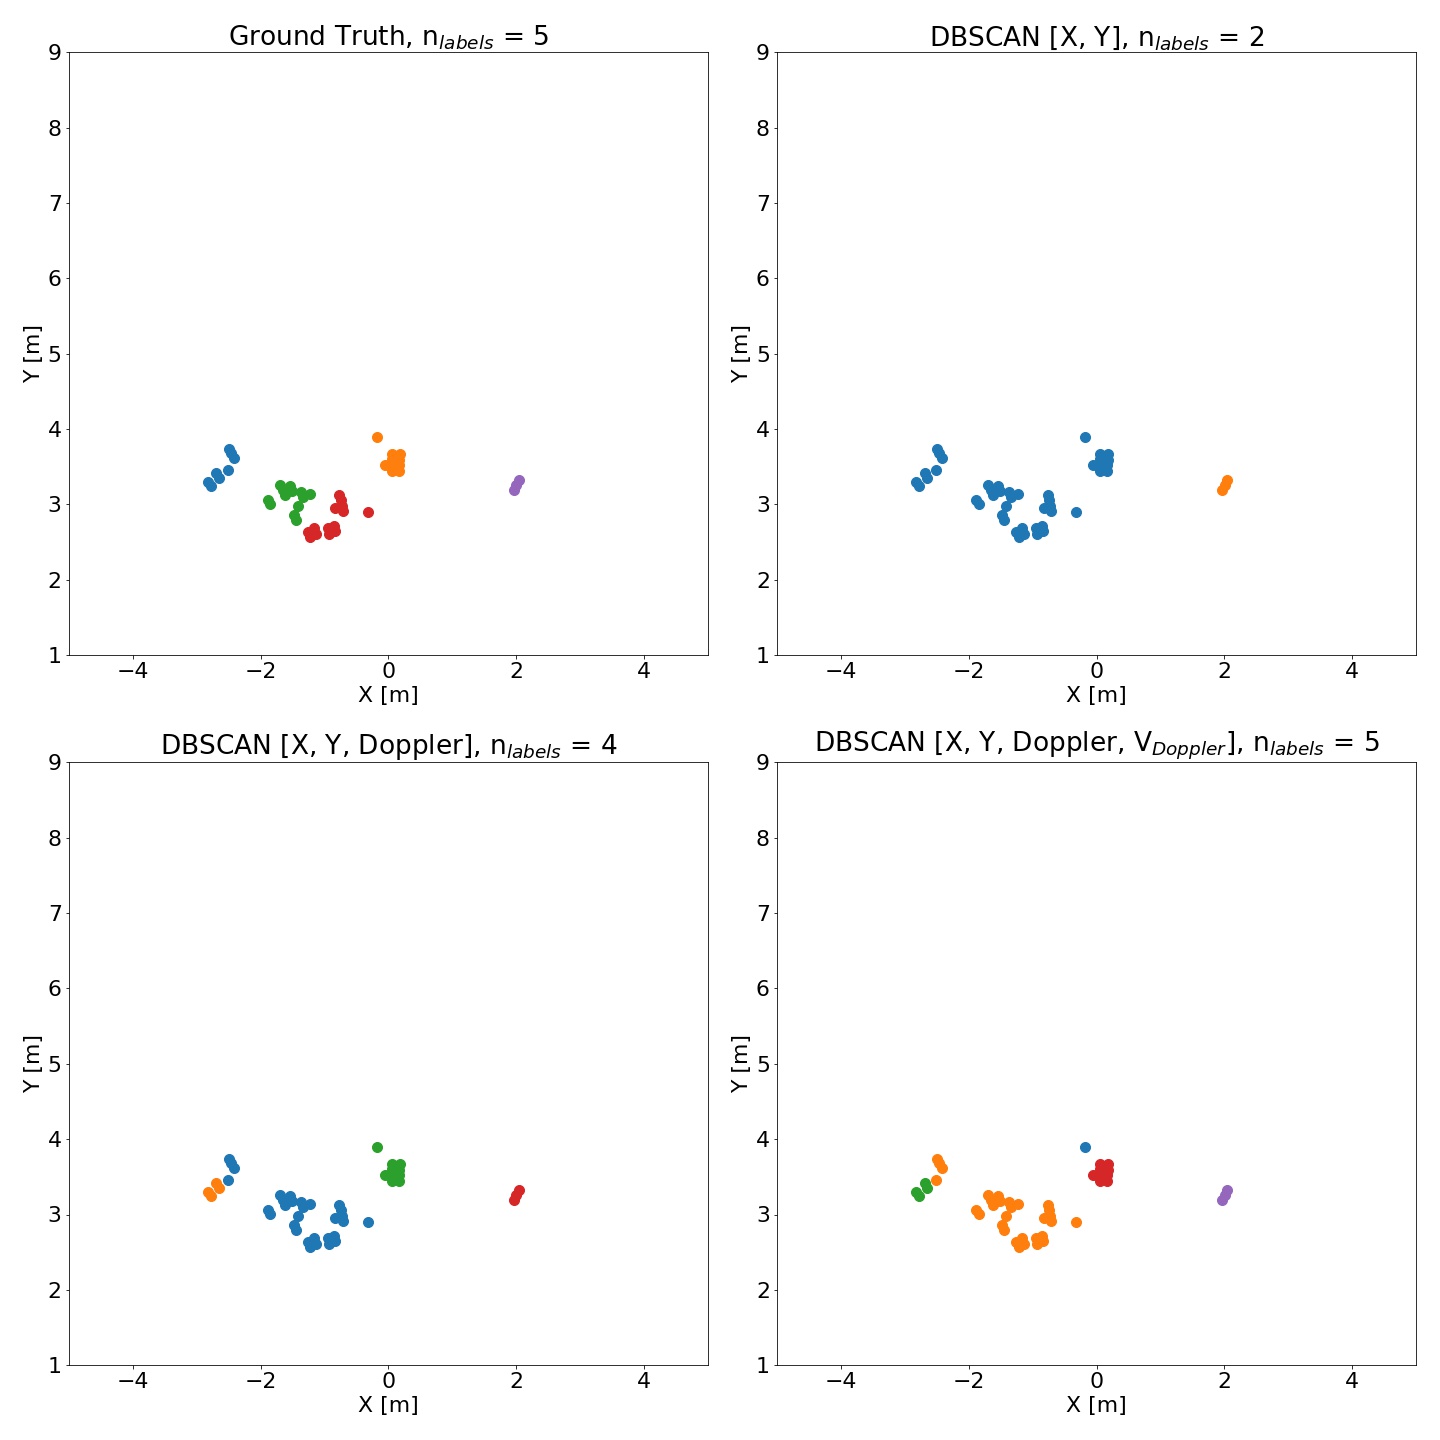 Ground Truth, n_labels = 5
9
8
7
6
5
4
3
2
1
Y [m]
−4 −2 0 2 4
X [m]
DBSCAN [X, Y], n_labels = 2
9
8
7
6
5
4
3
2
1
Y [m]
−4 −2 0 2 4
X [m]
DBSCAN [X, Y, Doppler], n_labels = 4
9
8
7
6
5
4
3
2
1
Y [m]
−4 −2 0 2 4
X [m]
DBSCAN [X, Y, Doppler, V_Doppler], n_labels = 5
9
8
7
6
5
4
3
2
1
Y [m]
−4 −2 0 2 4
X [m]